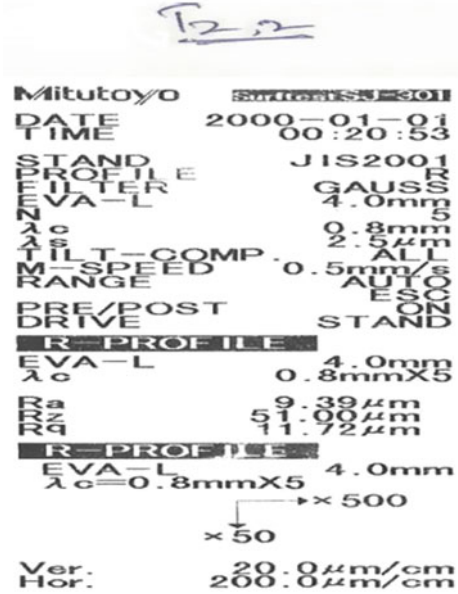 T2,2
Mitutoyo Surftest SJ-301
DATE 2000-01-01
TIME 00:20:53
STAND JIS2001
PROFILE R
FILTER GAUSS
EVA-L 4.0mm
N 5
λc 0.8mm
λs 2.5μm
TILT-COMP. ALL
M-SPEED 0.5mm/s
RANGE AUTO
ESC
PRE/POST ON
DRIVE STAND
R-PROFILE
EVA-L 4.0mm
λc 0.8mmX5
Ra 9.39μm
Rz 51.00μm
Rq 11.72μm
R-PROFILE
EVA-L 4.0mm
λc=0.8mmX5
×500
×50
Ver. 20.0μm/cm
Hor. 200.0μm/cm